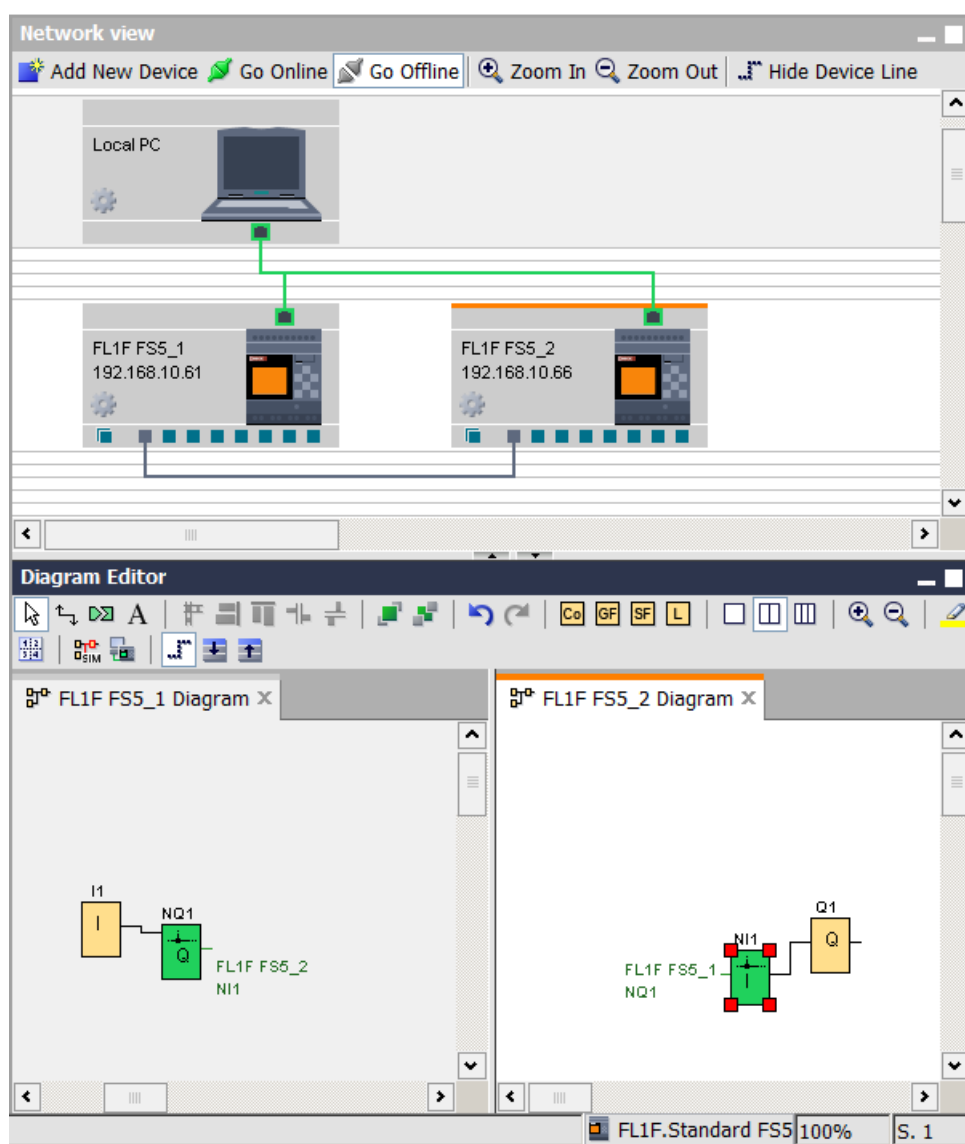 Network view
Add New Device Go Online Go Offline Zoom In Zoom Out Hide Device Line
Local PC
FL1F FS5_1
192.168.10.61
FL1F FS5_2
192.168.10.66
Diagram Editor
A Co GF SF L
SIM
FL1F FS5_1 Diagram
FL1F FS5_2 Diagram
I1
I
NQ1
Q
FL1F FS5_2
NI1
Q1
Q
NI1
I
FL1F FS5_1
NQ1
FL1F.Standard FS5 100% S. 1